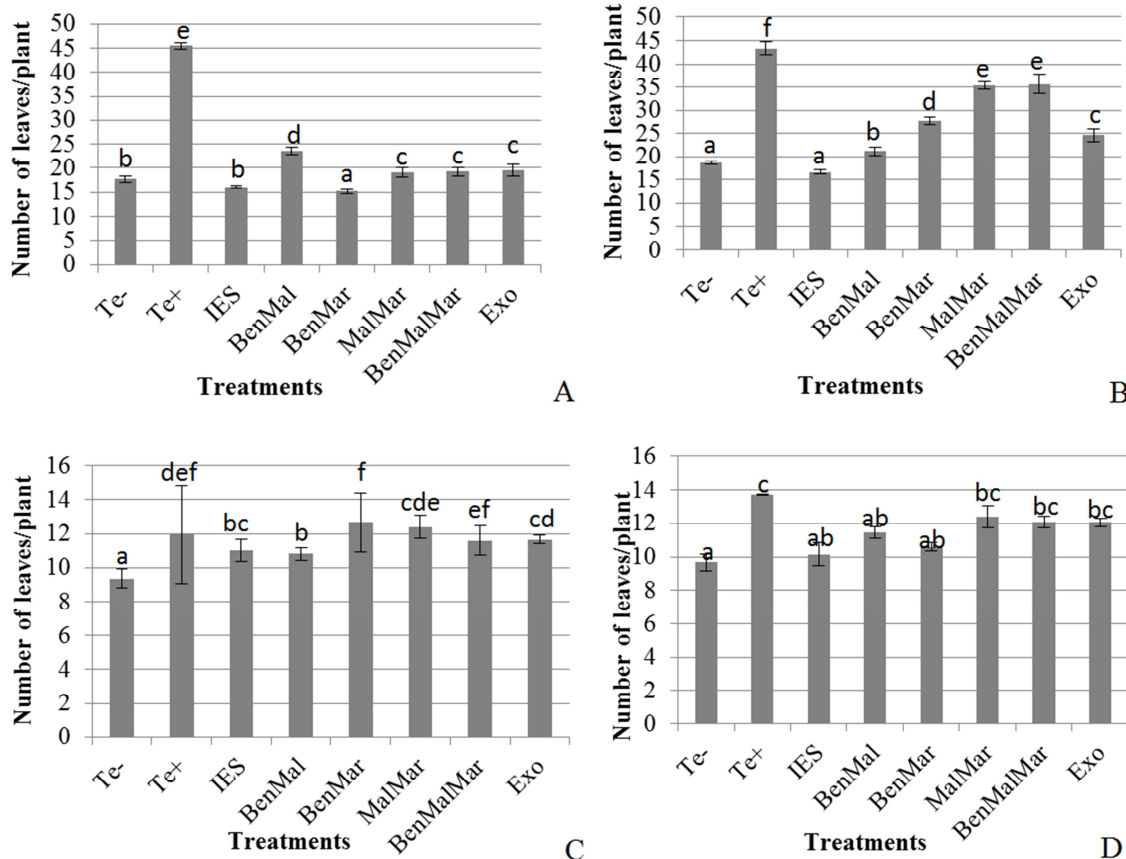 Number of leaves/plant
50
45
40
35
30
25
20
15
10
5
0
b
e
b
d
a
c
c
c
Te-
Te+
IES
BenMal
BenMar
MalMar
BenMalMar
Exo
Treatments
A
Number of leaves/plant
50
45
40
35
30
25
20
15
10
5
0
a
f
a
b
d
e
e
c
Te-
Te+
IES
BenMal
BenMar
MalMar
BenMalMar
Exo
Treatments
B
Number of leaves/plant
16
14
12
10
8
6
4
2
0
a
def
bc
b
f
cde
ef
cd
Te-
Te+
IES
BenMal
BenMar
MalMar
BenMalMar
Exo
Treatments
C
Number of leaves/plant
16
14
12
10
8
6
4
2
0
a
c
ab
ab
ab
bc
bc
bc
Te-
Te+
IES
BenMal
BenMar
MalMar
BenMalMar
Exo
Treatments
D